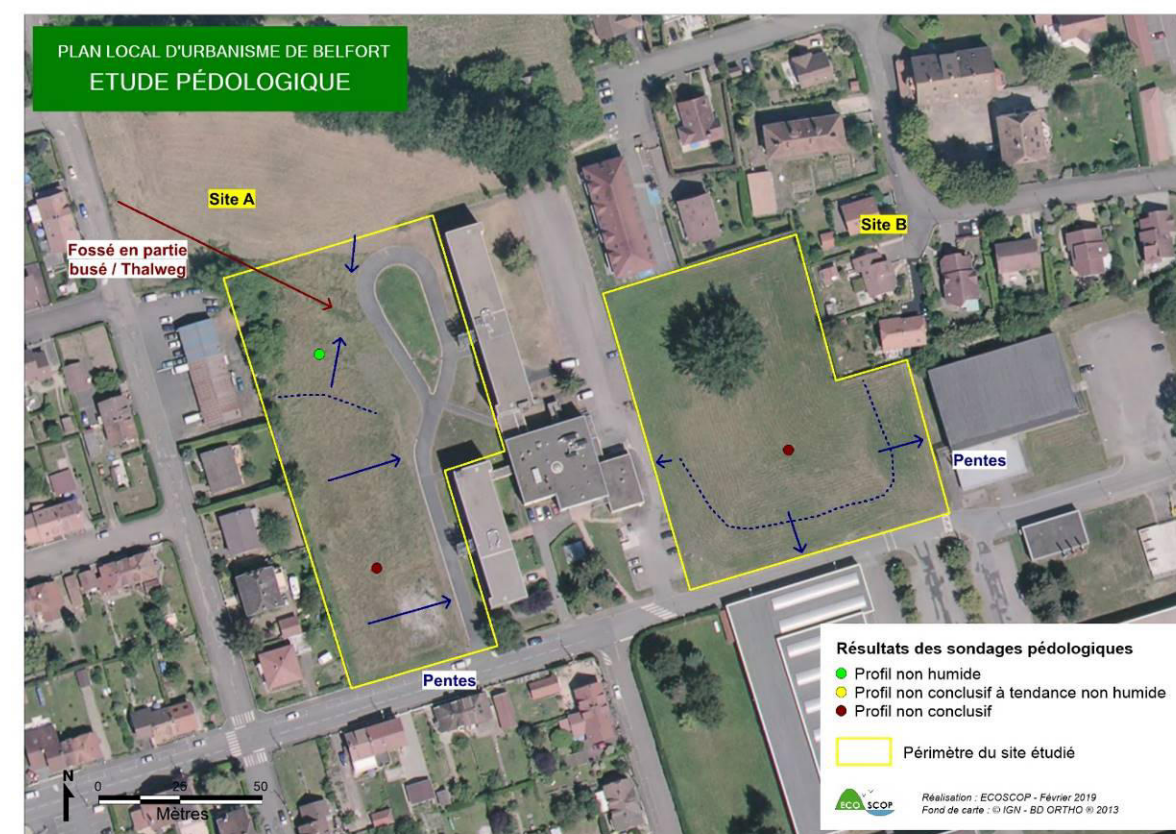 PLAN LOCAL D'URBANISME DE BELFORT
ETUDE PÉDOLOGIQUE
Site A
Site B
Fossé en partie
busé / Thalweg
Pentes
Pentes
Résultats des sondages pédologiques
Profil non humide
Profil non conclusif à tendance non humide
Profil non conclusif
Périmètre du site étudié
N
0 25 50
Mètres
ECO SCOP
Réalisation : ECOSCOP - Février 2019
Fond de carte : © IGN - BD ORTHO ® 2013